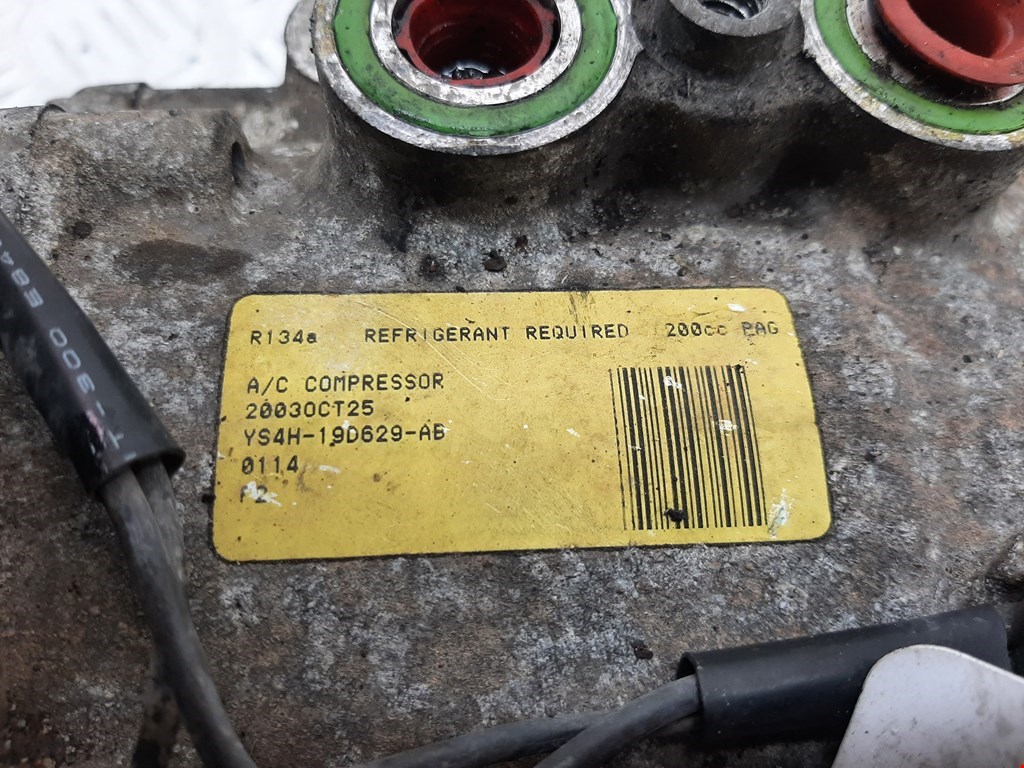 R134a REFRIGERANT REQUIRED 200cc PAG
A/C COMPRESSOR
2003OCT25
YS4H-19D629-AB
0114